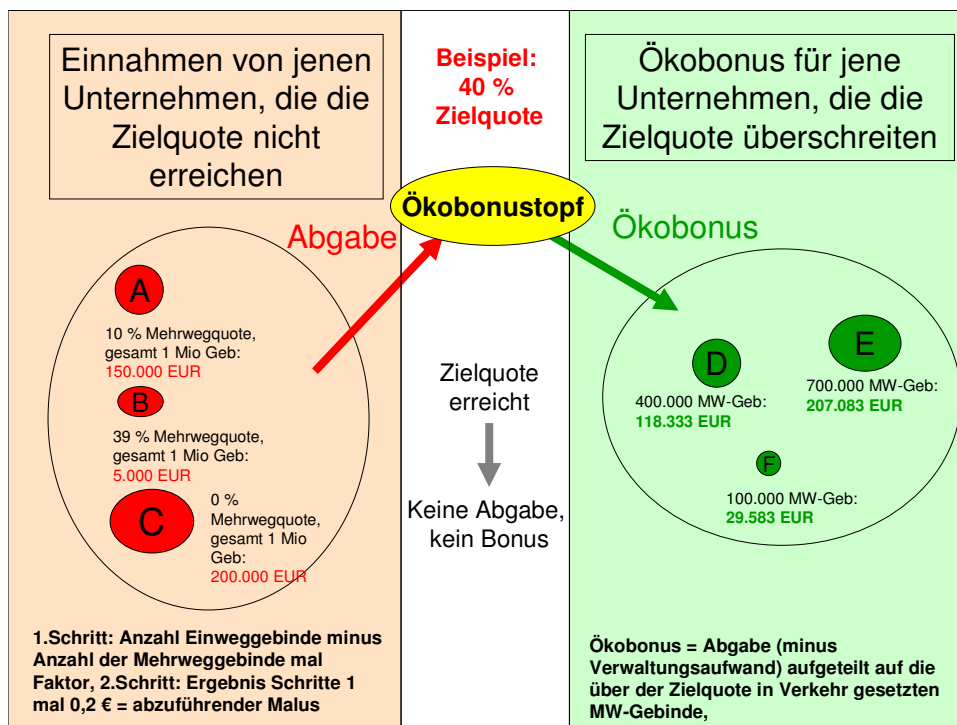 Einnahmen von jenen
Unternehmen, die die
Zielquote nicht
erreichen
Beispiel:
40 %
Zielquote
Ökobonus für jene
Unternehmen, die die
Zielquote überschreiten
Ökobonustopf
Abgabe
Ökobonus
A
10 % Mehrwegquote,
gesamt 1 Mio Geb:
150.000 EUR
B
39 % Mehrwegquote,
gesamt 1 Mio Geb:
5.000 EUR
C
0 %
Mehrwegquote,
gesamt 1 Mio
Geb:
200.000 EUR
Zielquote
erreicht
Keine Abgabe,
kein Bonus
D
400.000 MW-Geb:
118.333 EUR
E
700.000 MW-Geb:
207.083 EUR
F
100.000 MW-Geb:
29.583 EUR
1.Schritt: Anzahl Einweggebinde minus
Anzahl der Mehrweggebinde mal
Faktor, 2.Schritt: Ergebnis Schritte 1
mal 0,2 € = abzuführender Malus
Ökobonus = Abgabe (minus
Verwaltungsaufwand) aufgeteilt auf die
über der Zielquote in Verkehr gesetzten
MW-Gebinde,